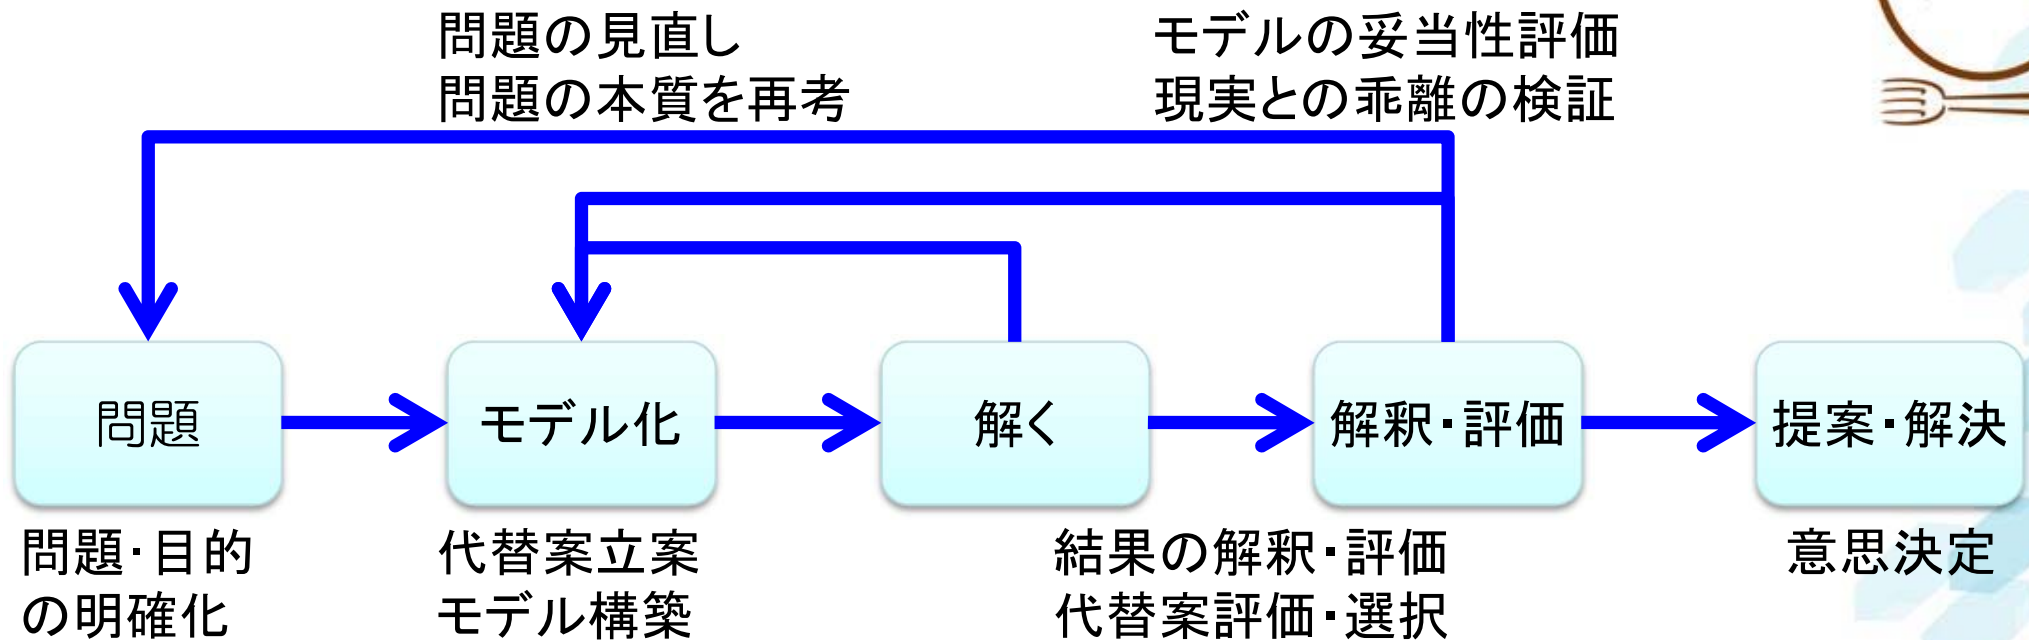 問題の見直し
問題の本質を再考
モデルの妥当性評価
現実との乖離の検証
問題
モデル化
解く
解釈・評価
提案・解決
問題・目的
の明確化
代替案立案
モデル構築
結果の解釈・評価
代替案評価・選択
意思決定